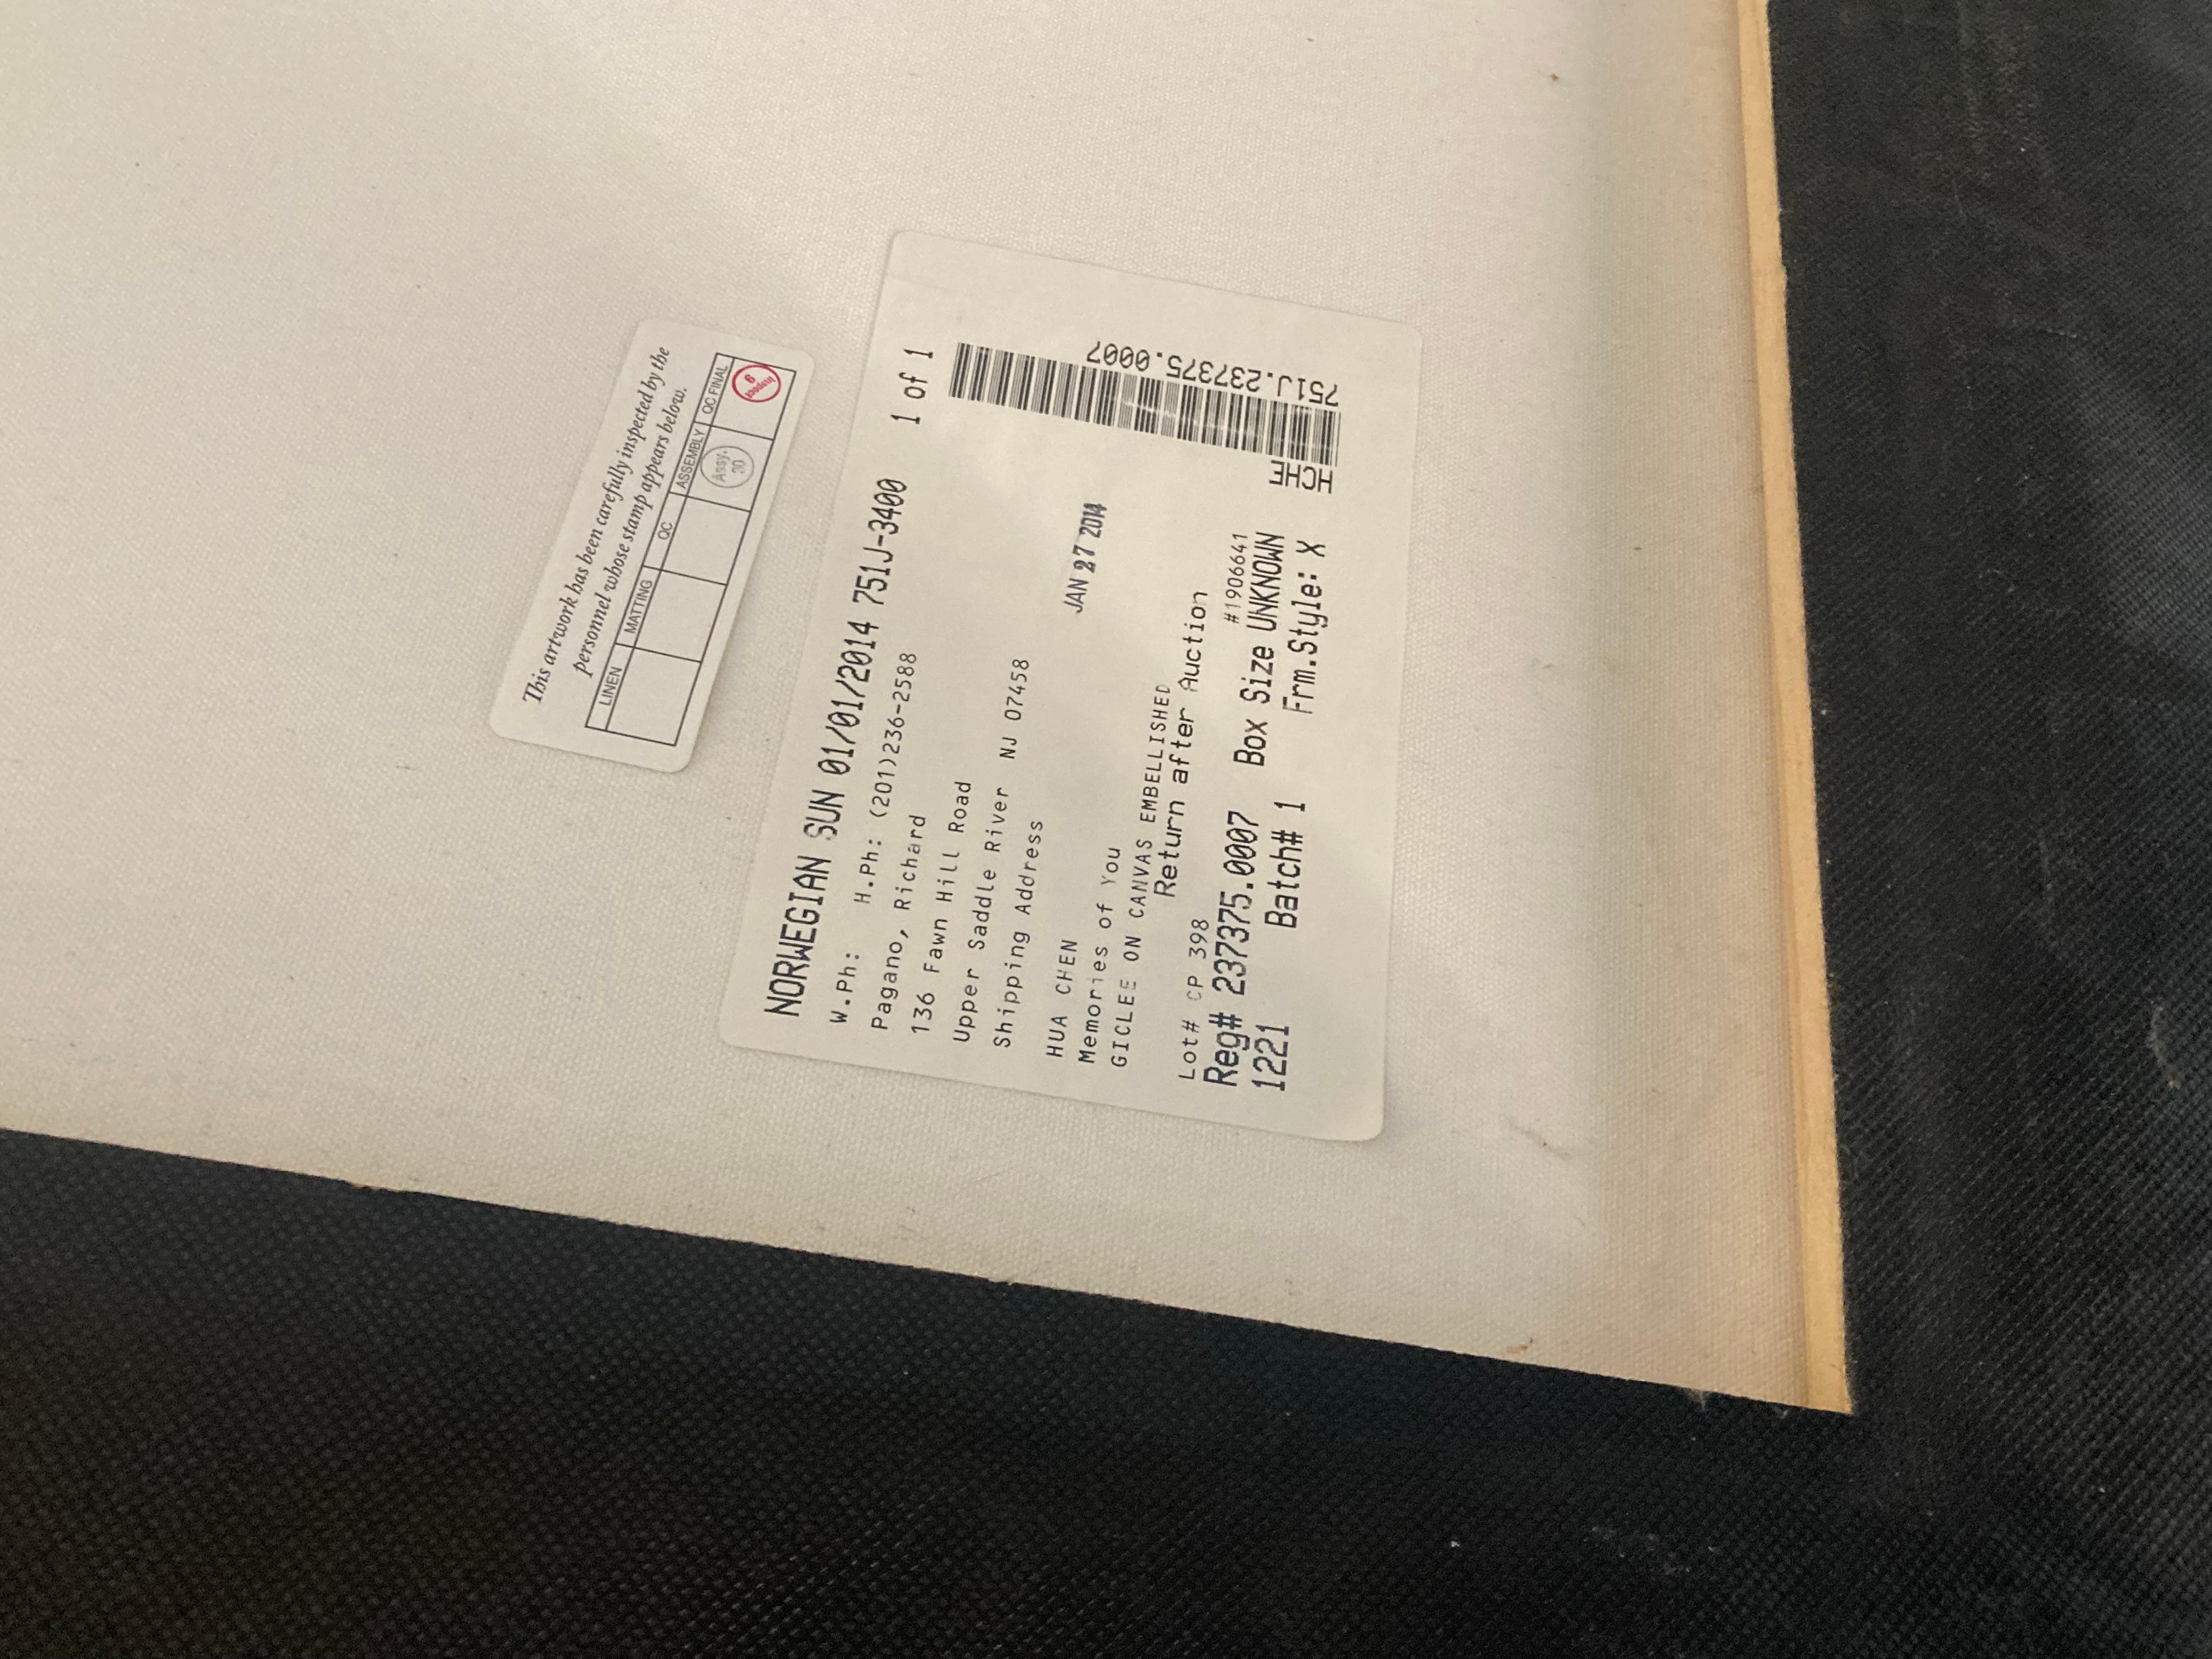 This artwork has been carefully inspected by the
personnel whose stamp appears below.
LINEN MATTING QC ASSEMBLY QC FINAL
Assy. 30 6
NORWEGIAN SUN 01/01/2014 751J-3400 1 of 1
W.Ph: H.Ph: (201)236-2588
Pagano, Richard
136 Fawn Hill Road
Upper Saddle River NJ 07458
Shipping Address
HUA CHEN
Memories of You JAN 27 2014
GICLEE ON CANVAS EMBELLISHED
Return after Auction
Lot# CP 398 #1906641
Reg# 237375.0007 Box Size UNKNOWN
1221 Batch# 1 Frm.Style: X
HCHE
751J.237375.0007